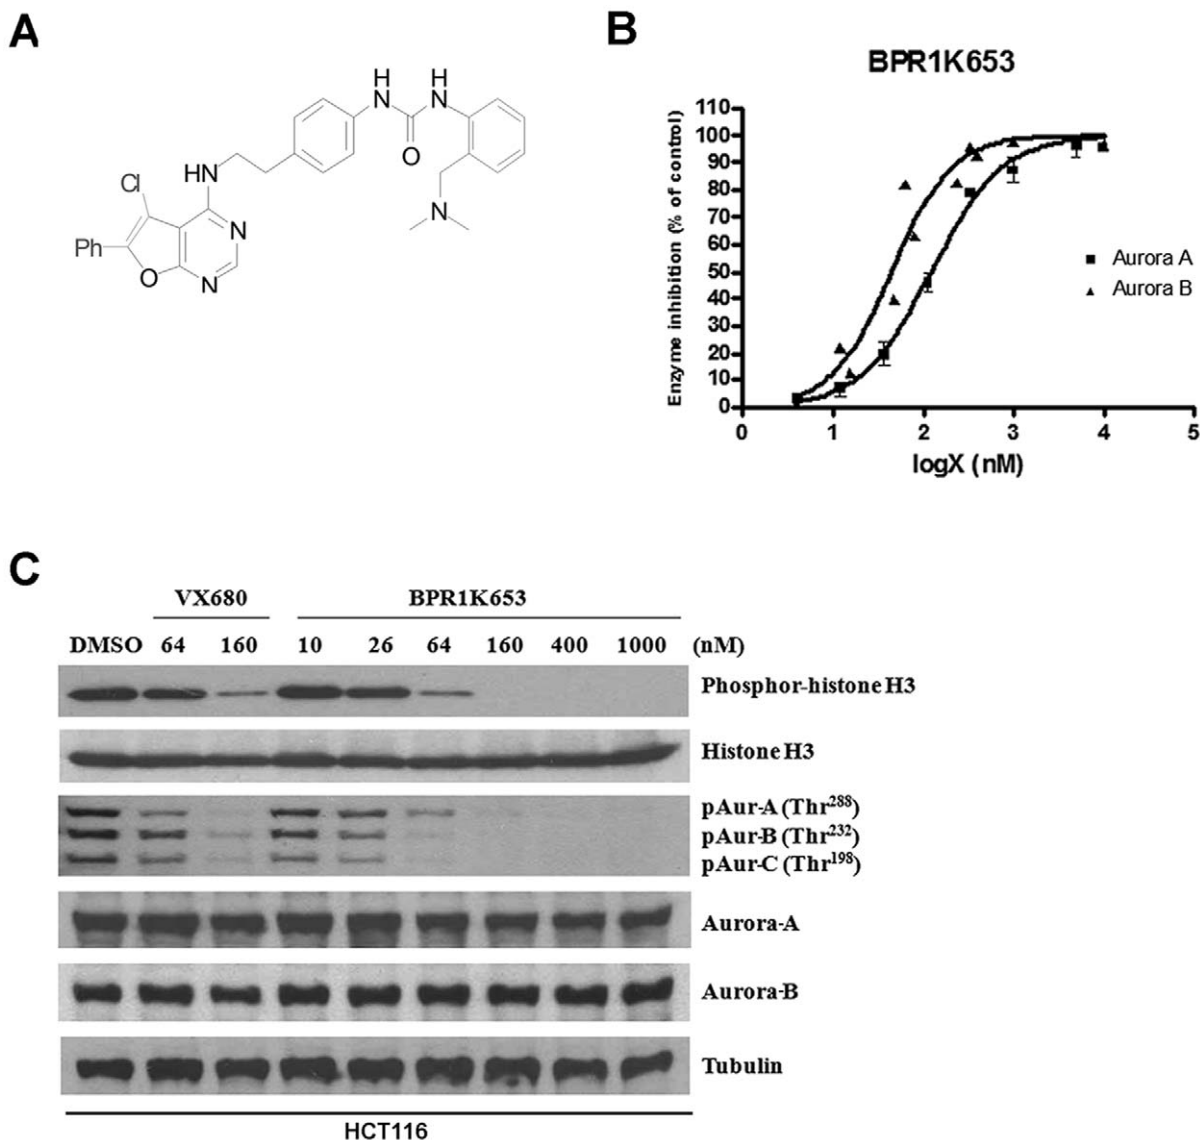 A
H H
N N
O
HN
Cl
N
N
Ph
O
N
B
BPR1K653
Enzyme inhibition (% of control)
110
100
90
80
70
60
50
40
30
20
10
0
0 1 2 3 4 5
logX (nM)
Aurora A
Aurora B
C
VX680 BPR1K653
DMSO 64 160 10 26 64 160 400 1000 (nM)
Phosphor-histone H3
Histone H3
pAur-A (Thr288)
pAur-B (Thr232)
pAur-C (Thr198)
Aurora-A
Aurora-B
Tubulin
HCT116